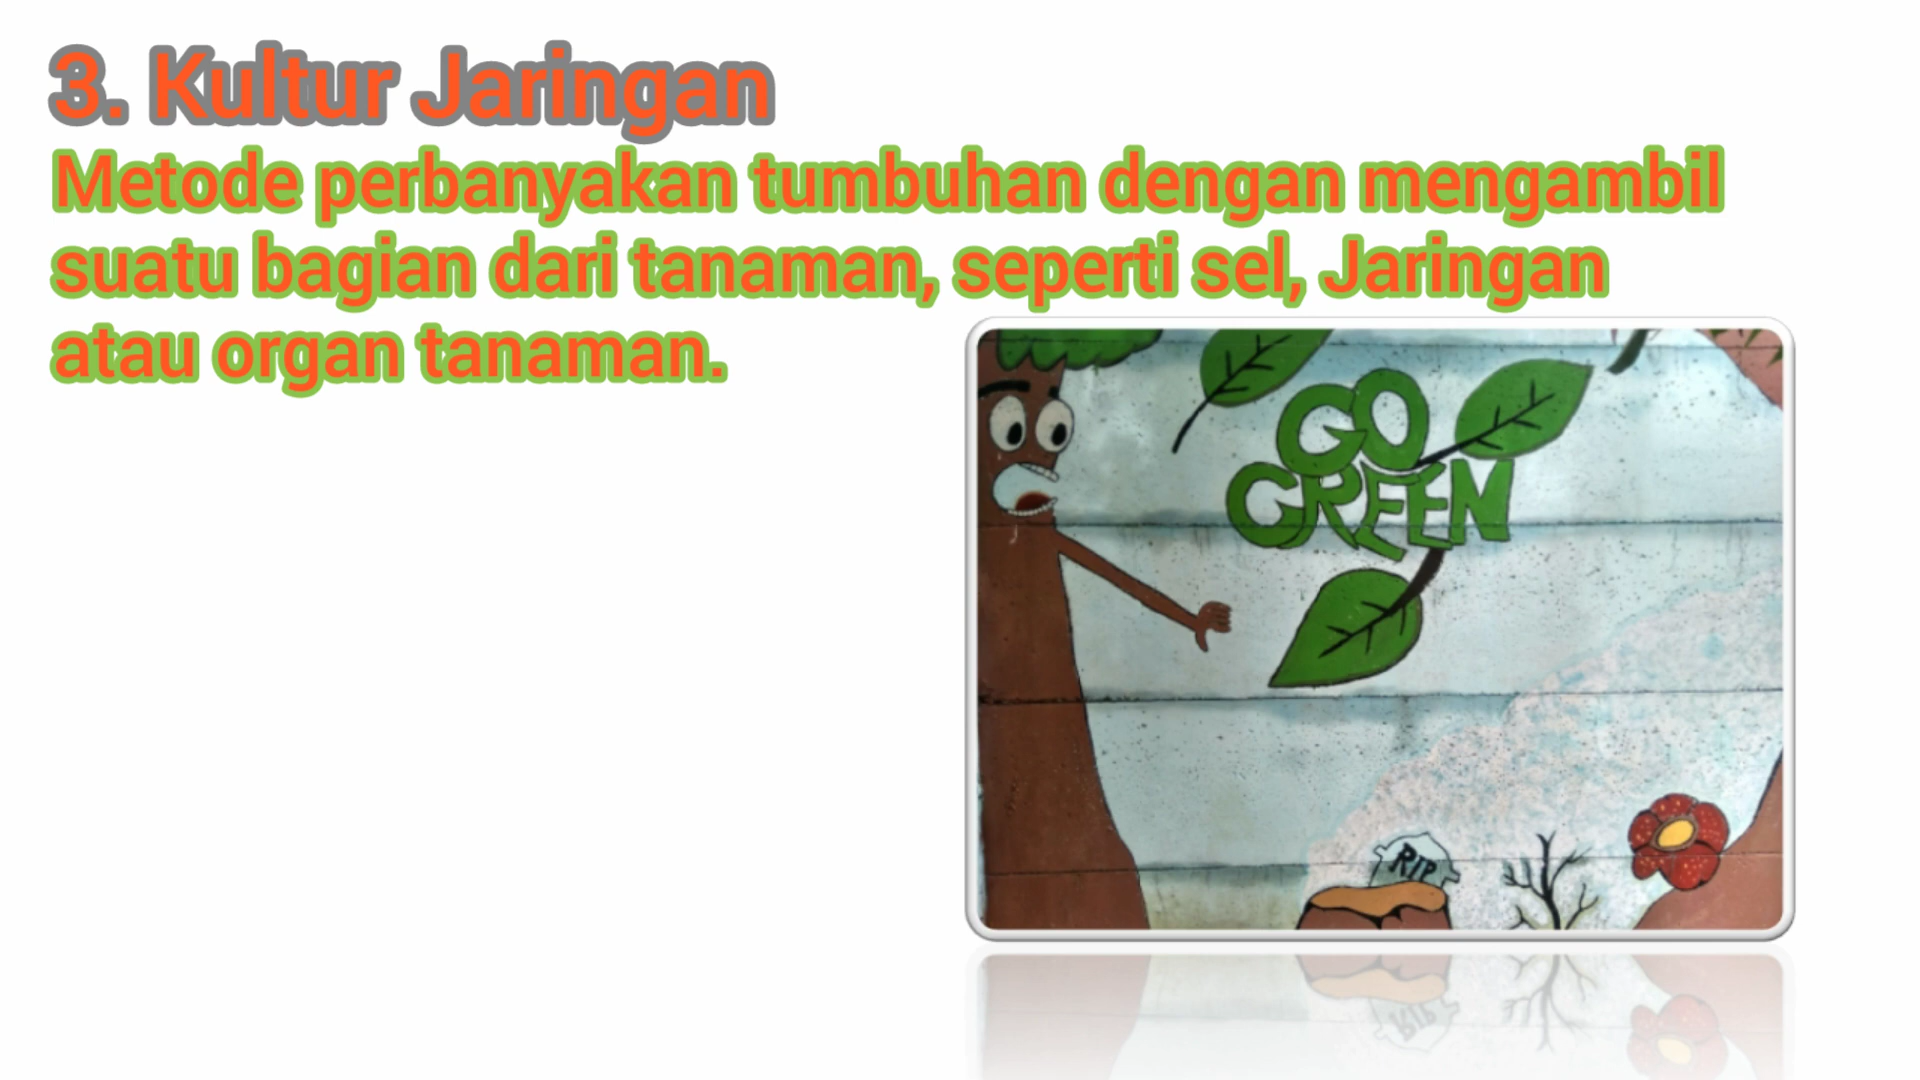 3. Kultur Jaringan
Metode perbanyakan tumbuhan dengan mengambil
suatu bagian dari tanaman, seperti sel, Jaringan
atau organ tanaman.
GO
GREEN
RIP